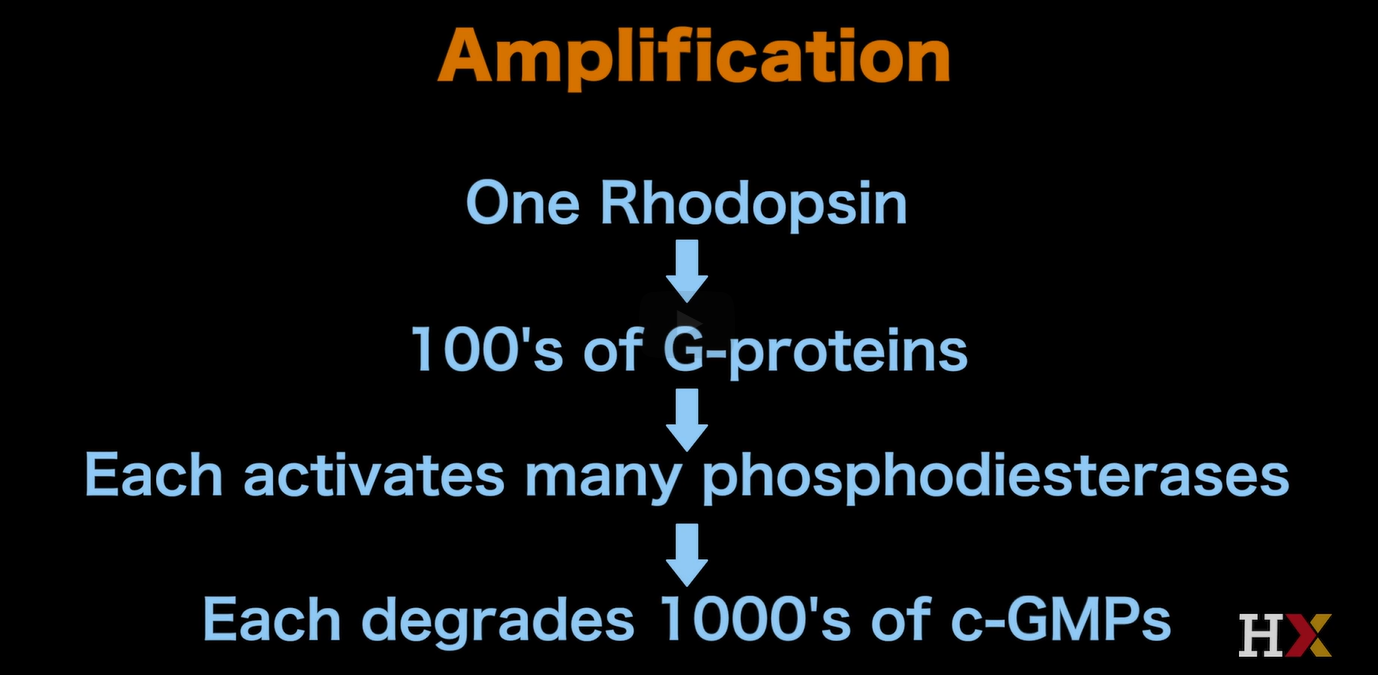 Amplification
One Rhodopsin
100's of G-proteins
Each activates many phosphodiesterases
Each degrades 1000's of c-GMPs
HX